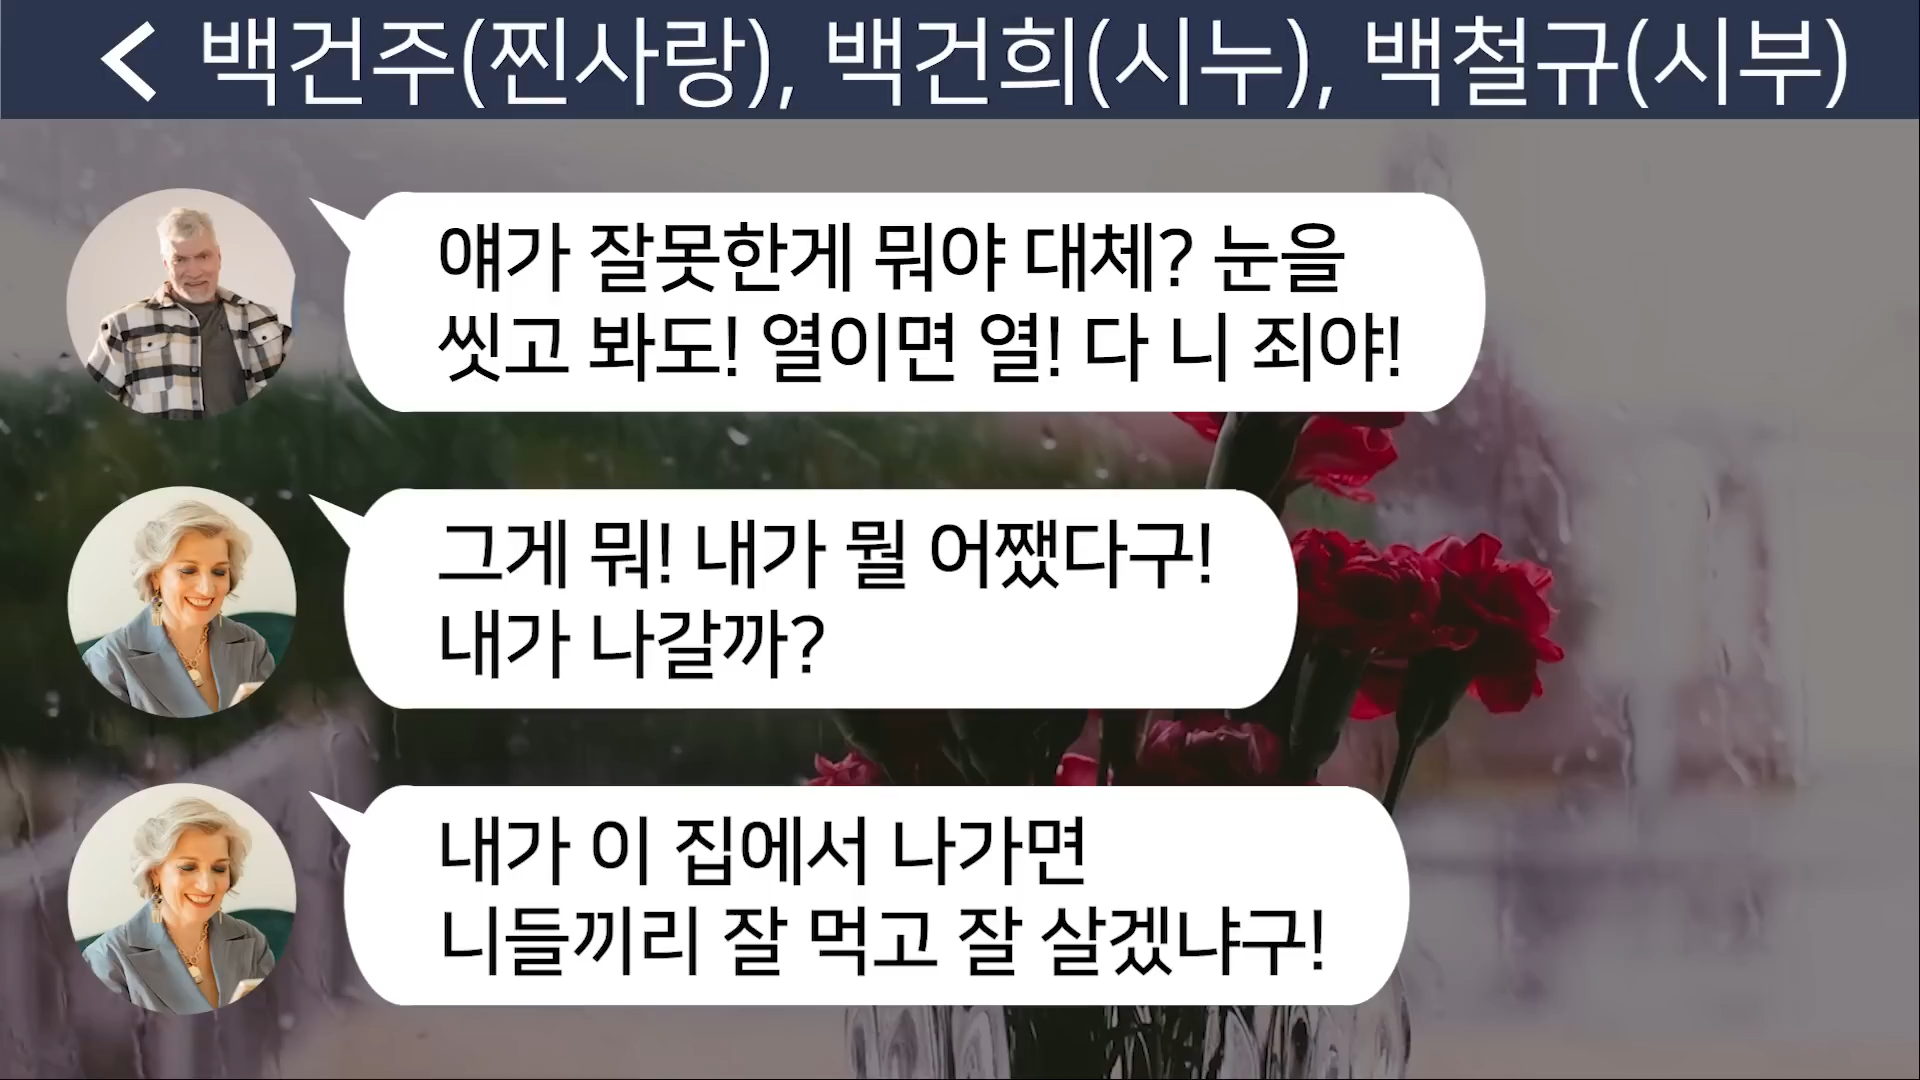 백건주(찐사랑), 백건희(시누), 백철규(시부)
얘가 잘못한게 뭐야 대체? 눈을
씻고 봐도! 열이면 열! 다 니 죄야!
그게 뭐! 내가 뭘 어쨌다구!
내가 나갈까?
내가 이 집에서 나가면
니들끼리 잘 먹고 잘 살겠냐구!